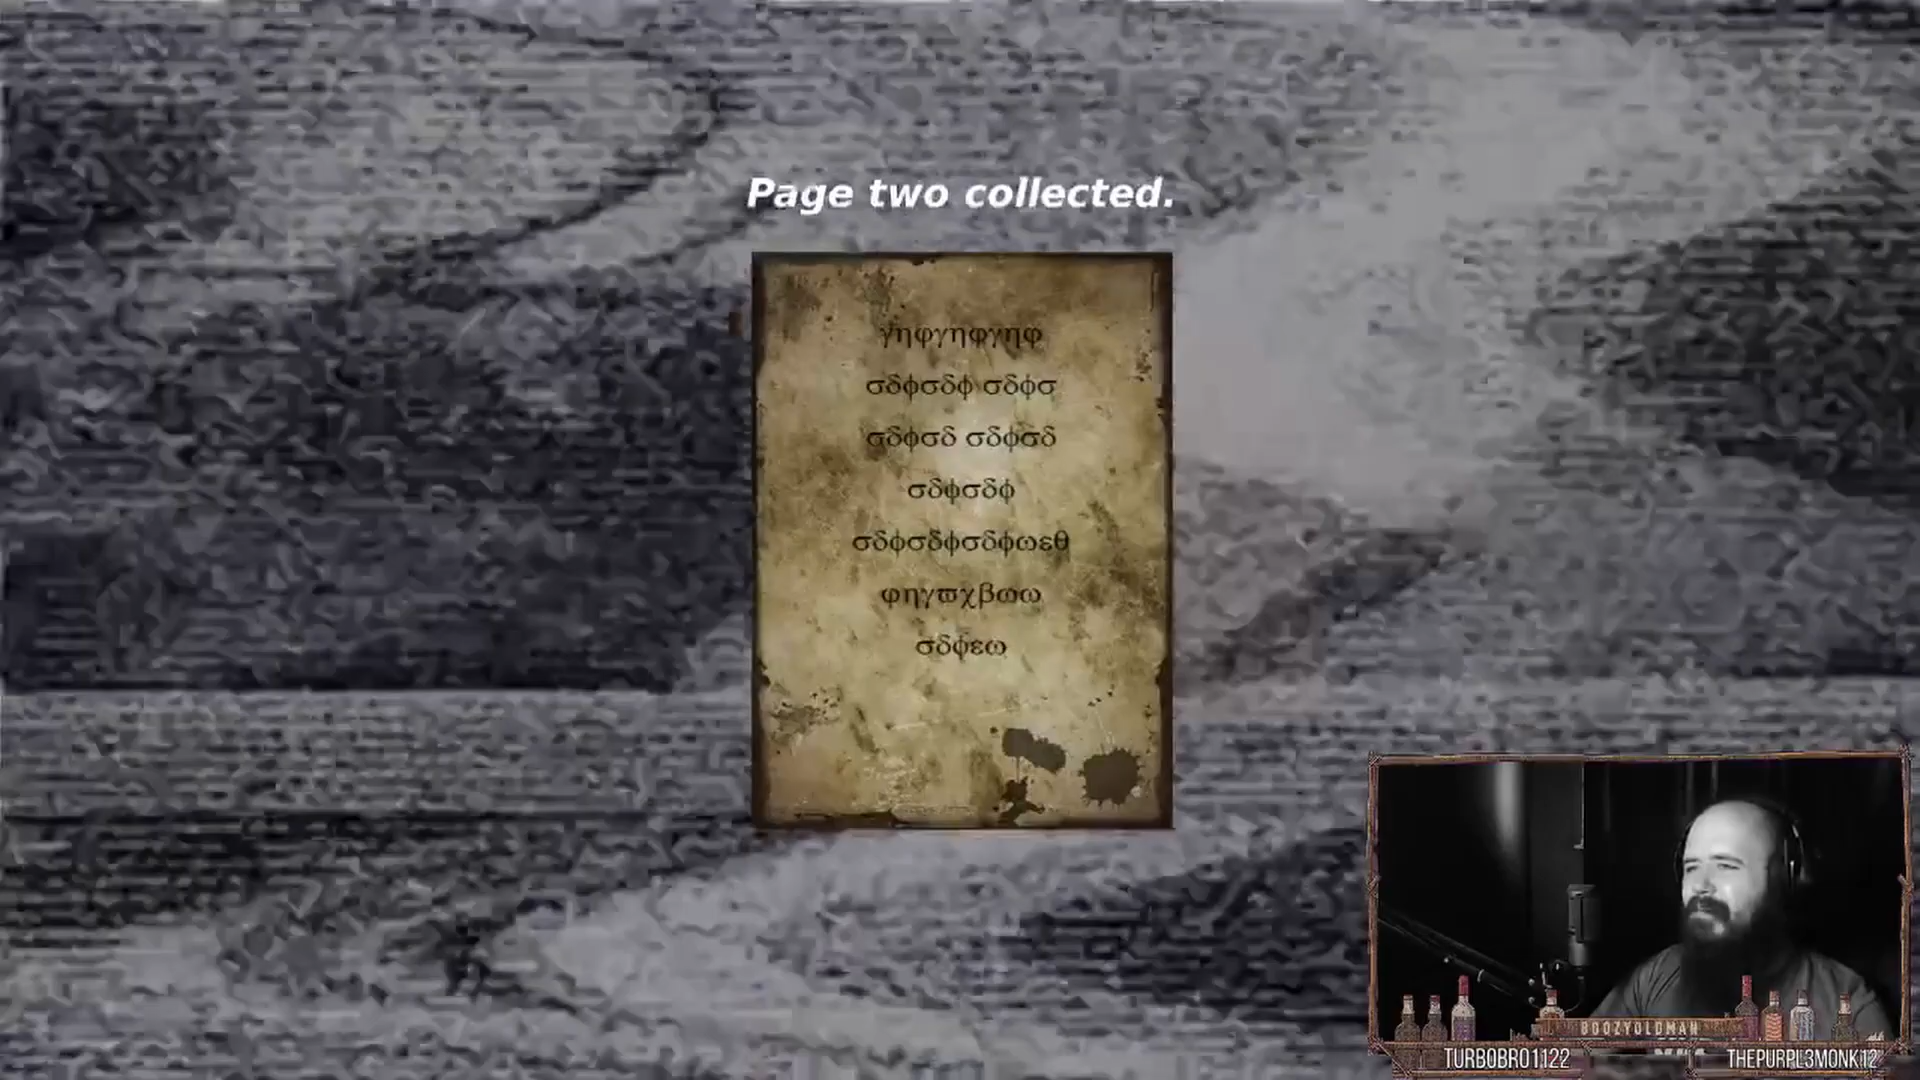 Page two collected.
γηφγηφγηφ
σδϕσδϕ σδϕσ
σδϕσδ σδϕσδ
σδϕσδϕ
σδϕσδϕσδϕωεθ
φηγϖχβωω
σδϕεω
BOOZYOLDMAN
TURBOBRO1122
THEPURPL3MONK12